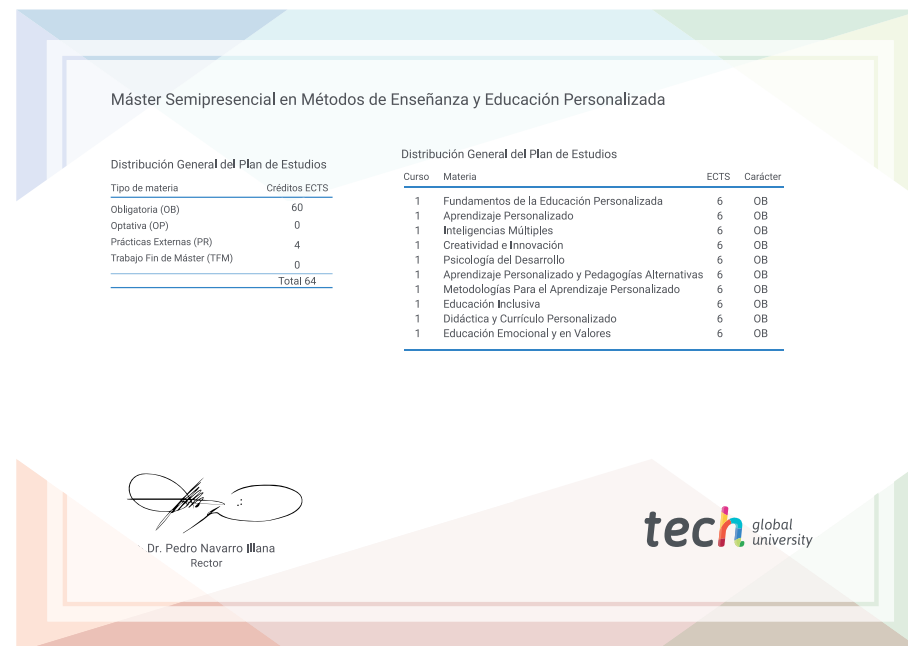 Máster Semipresencial en Métodos de Enseñanza y Educación Personalizada
Distribución General del Plan de Estudios
Tipo de materia Créditos ECTS
Obligatoria (OB) 60
Optativa (OP) 0
Prácticas Externas (PR) 4
Trabajo Fin de Máster (TFM) 0
Total 64
Distribución General del Plan de Estudios
Curso Materia ECTS Carácter
1 Fundamentos de la Educación Personalizada 6 OB
1 Aprendizaje Personalizado 6 OB
1 Inteligencias Múltiples 6 OB
1 Creatividad e Innovación 6 OB
1 Psicología del Desarrollo 6 OB
1 Aprendizaje Personalizado y Pedagogías Alternativas 6 OB
1 Metodologías Para el Aprendizaje Personalizado 6 OB
1 Educación Inclusiva 6 OB
1 Didáctica y Currículo Personalizado 6 OB
1 Educación Emocional y en Valores 6 OB
Dr. Pedro Navarro Illana
Rector
tech global university